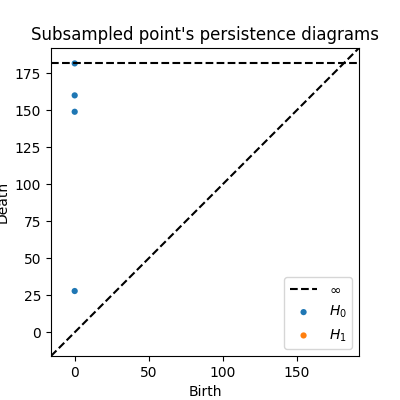 Subsampled point's persistence diagrams
175
150
125
100
75
50
25
0
Death
0 50 100 150
Birth
∞
H₀
H₁